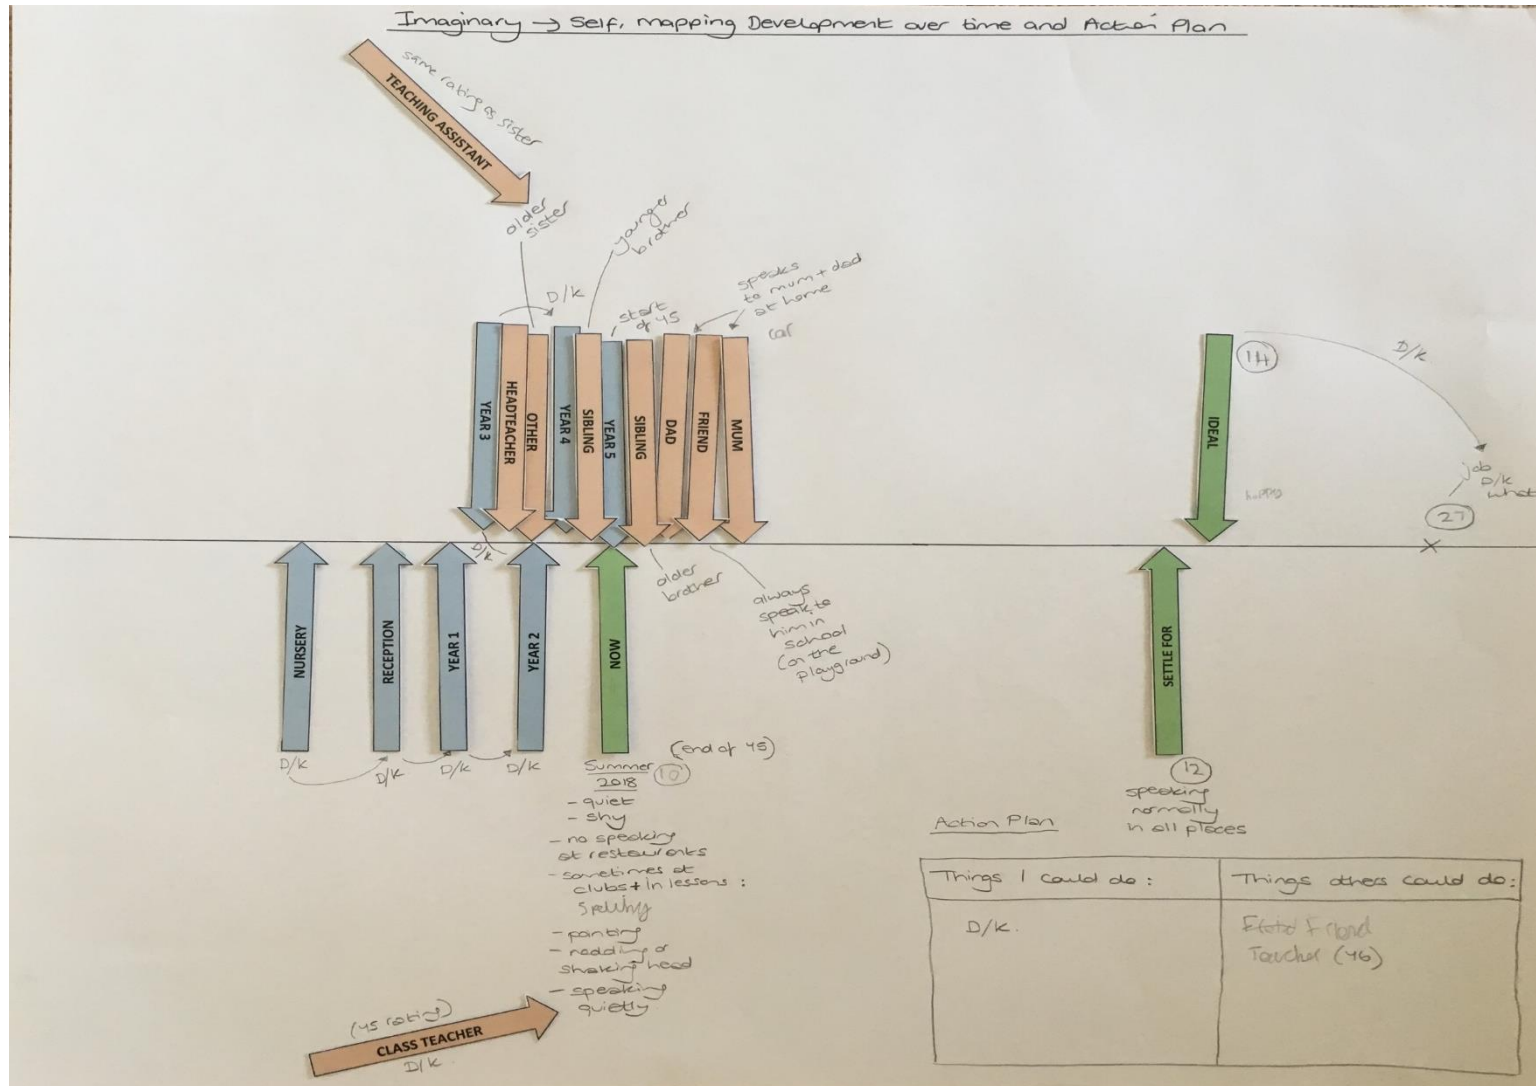 Imaginary → Self, mapping Development over time and Action Plan
TEACHING ASSISTANT
same rating as sister
older
sister
younger
brother
D/K
start
of Y5
speaks
to mum + dad
at home
car
YEAR 3
HEADTEACHER
OTHER
YEAR 4
SIBLING
YEAR 5
SIBLING
DAD
FRIEND
MUM
IDEAL
14
D/K
job
D/K
what
27
happy
D/K
older
brother
always
speak to
him in
school
(on the
playground)
NURSERY
RECEPTION
YEAR 1
YEAR 2
NOW
SETTLE FOR
D/K
D/K
D/K
D/K
(end of Y5)
Summer
2018
10
- quiet
- shy
- no speaking
at restaurants
- sometimes at
clubs + in lessons :
- pointing
- nodding or
shaking head
- speaking
quietly
12
speaking
normally
in all places
Action Plan
Things I could do :
Things others could do :
D/K.
Friend
Teacher (Y6)
(Y5 rating)
CLASS TEACHER
D/K